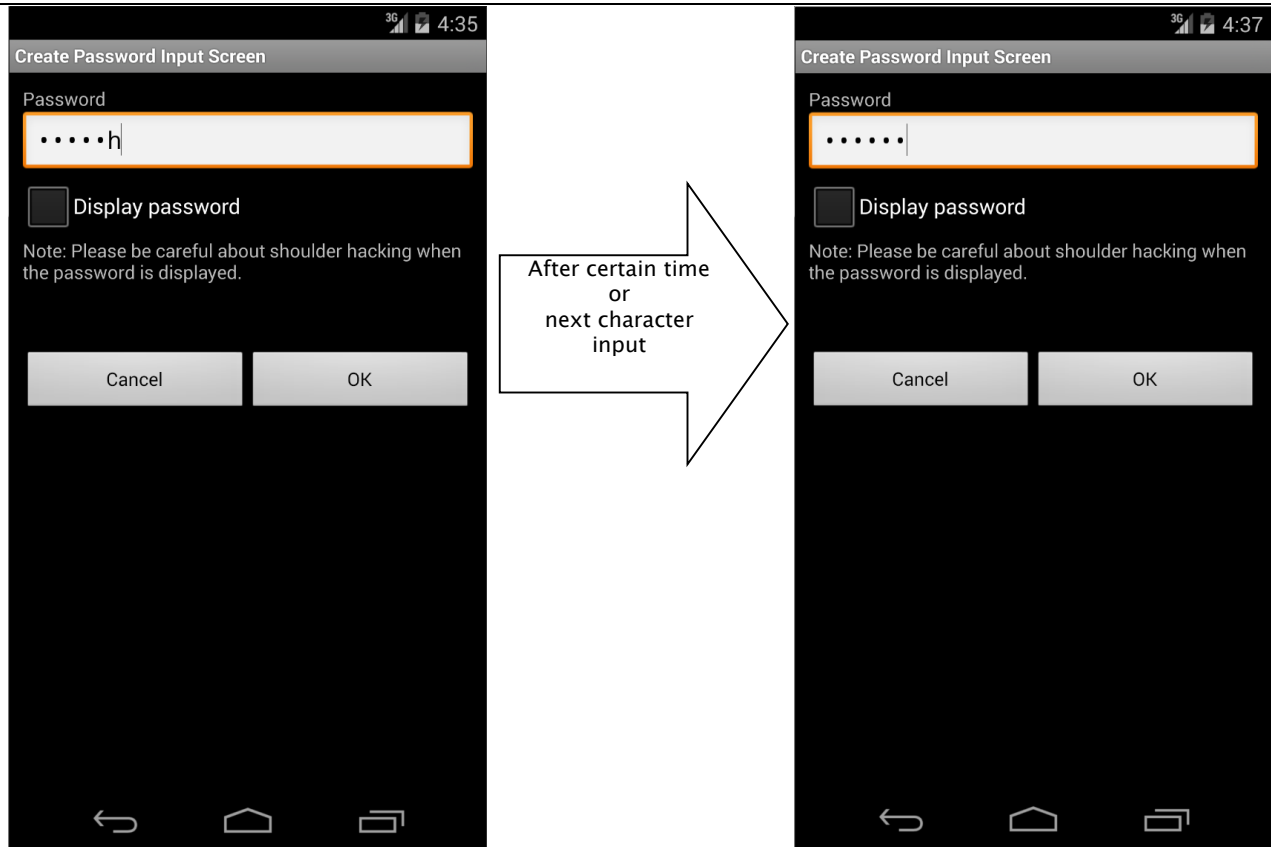 3G 4:35
Create Password Input Screen
Password
•••••h
Display password
Note: Please be careful about shoulder hacking when
the password is displayed.
Cancel OK
After certain time
or
next character
input
3G 4:37
Create Password Input Screen
Password
••••••
Display password
Note: Please be careful about shoulder hacking when
the password is displayed.
Cancel OK